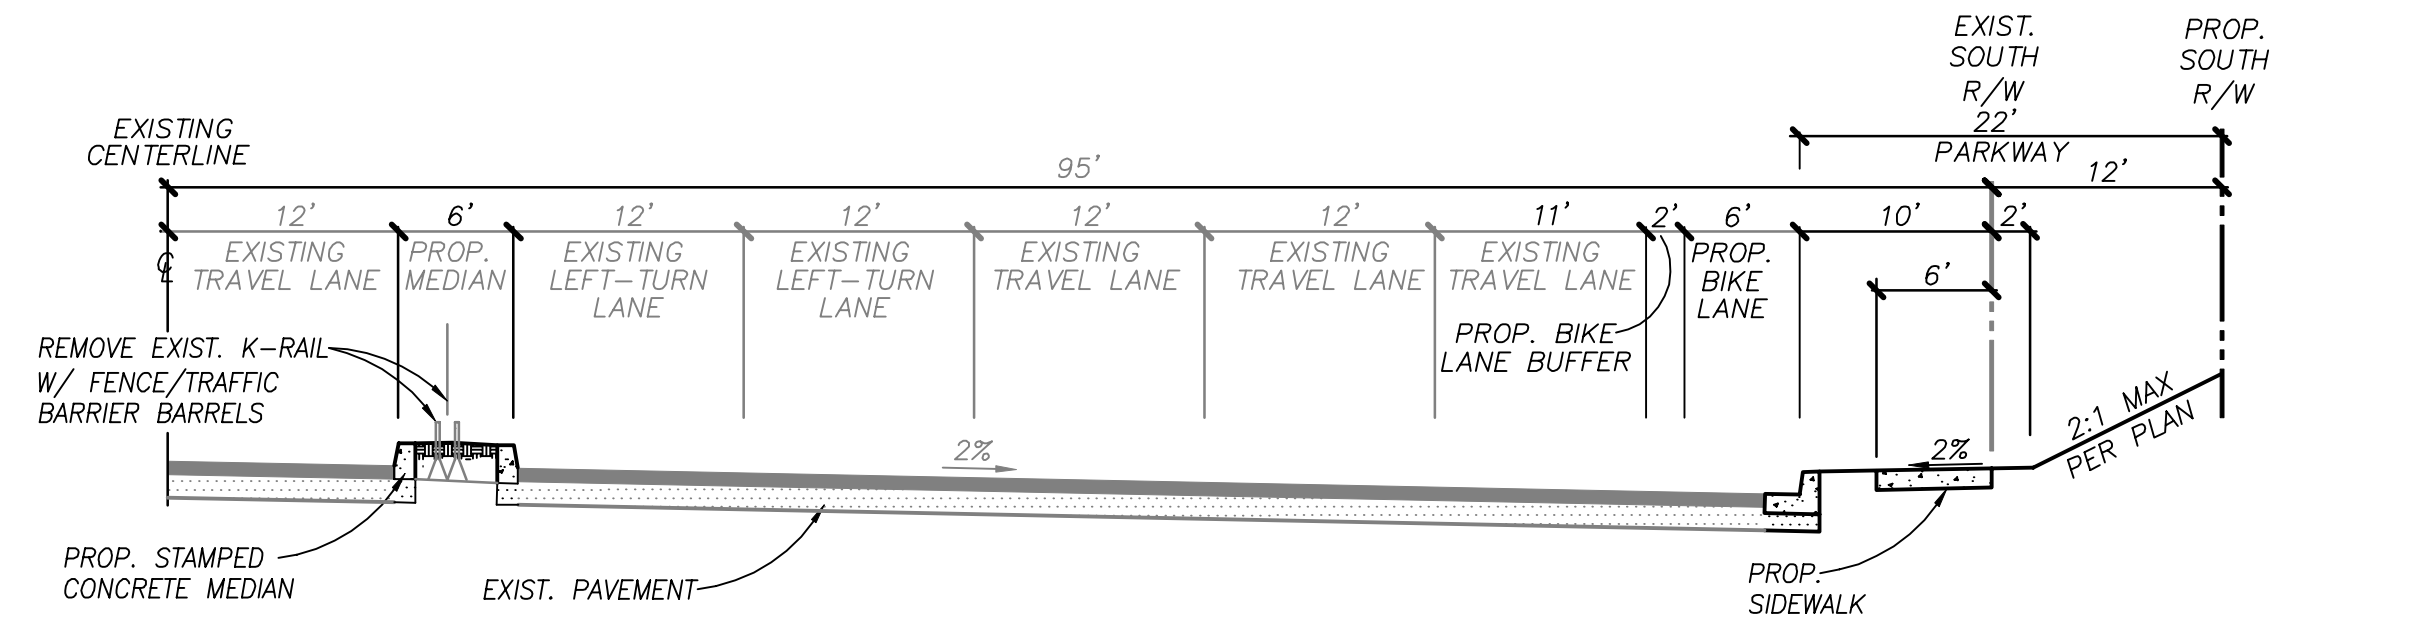 EXIST.
SOUTH
R/W
PROP.
SOUTH
R/W
22'
PARKWAY
EXISTING
CENTERLINE
95'
12'
12'
6'
12'
12'
12'
12'
11'
2'
6'
10'
2'
EXISTING
TRAVEL LANE
PROP.
MEDIAN
EXISTING
LEFT-TURN
LANE
EXISTING
LEFT-TURN
LANE
EXISTING
TRAVEL LANE
EXISTING
TRAVEL LANE
EXISTING
TRAVEL LANE
PROP.
BIKE
LANE
℄
6'
PROP. BIKE
LANE BUFFER
REMOVE EXIST. K-RAIL
W/ FENCE/TRAFFIC
BARRIER BARRELS
2%
2%
2:1 MAX
PER PLAN
PROP. STAMPED
CONCRETE MEDIAN
EXIST. PAVEMENT
PROP.
SIDEWALK